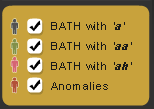 BATH with 'a'
BATH with 'aa'
BATH with 'ah'
Anomalies